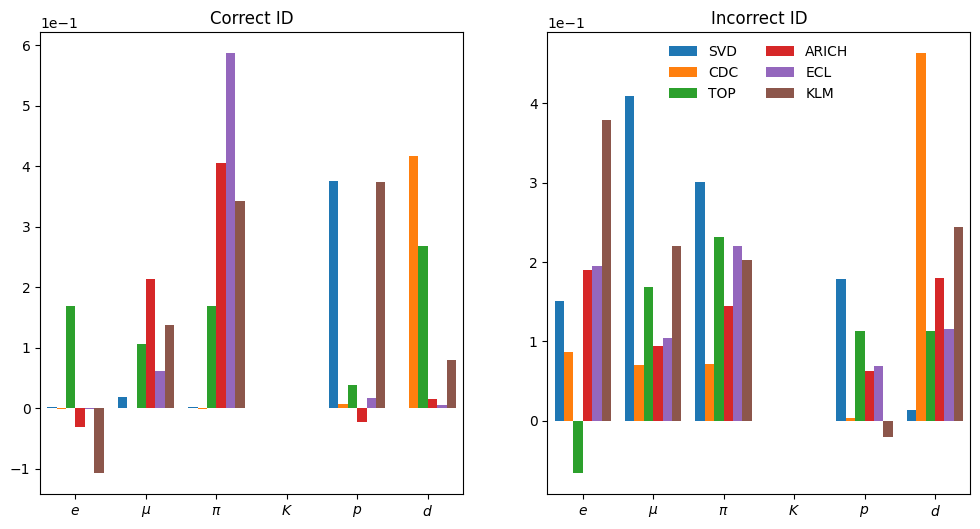 Correct ID
1e−1
6
5
4
3
2
1
0
−1
e μ π K p d
Incorrect ID
1e−1
SVD ARICH
CDC ECL
TOP KLM
4
3
2
1
0
e μ π K p d